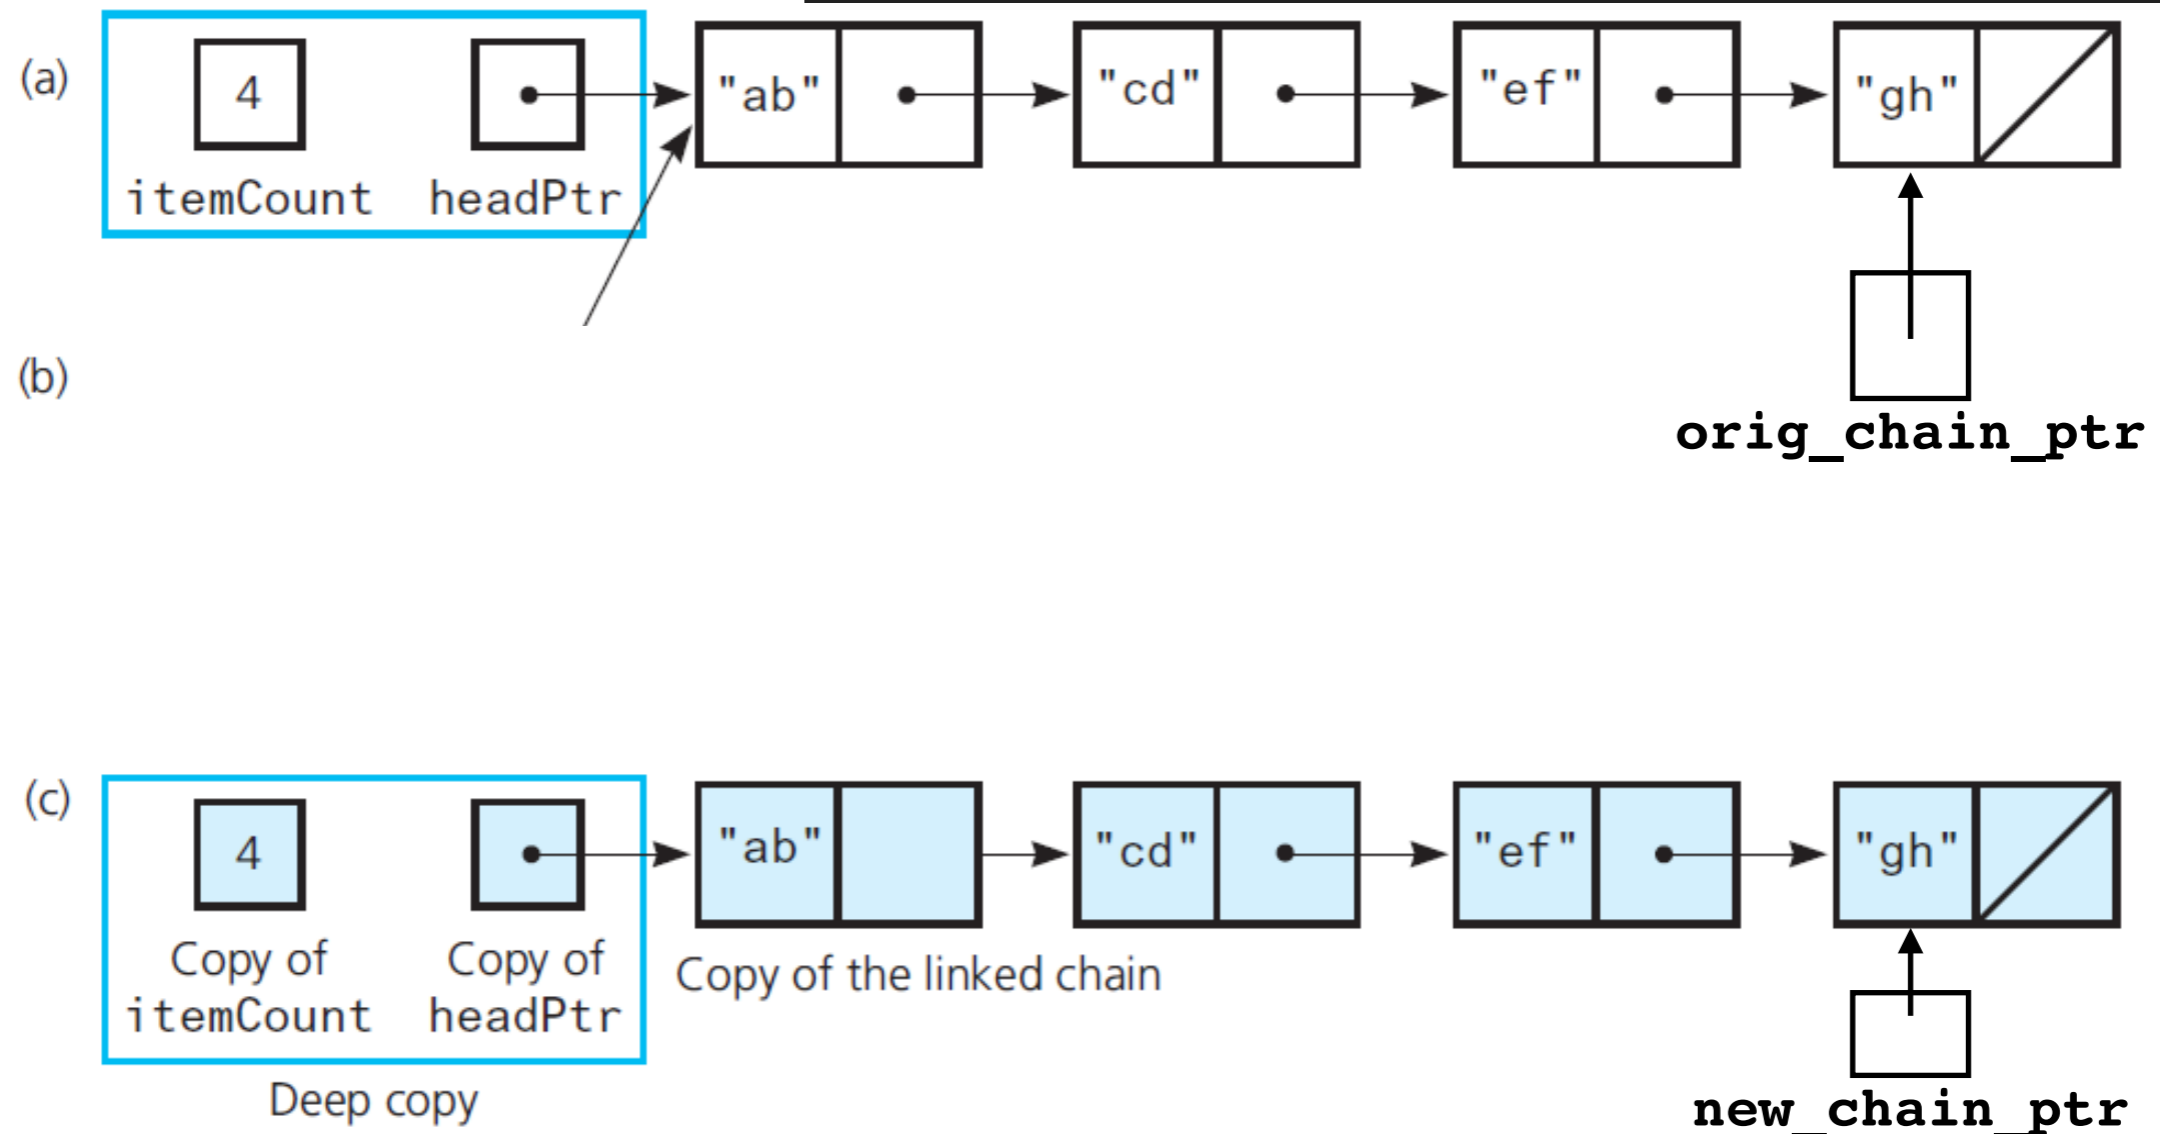 (a)
4
"ab"
"cd"
"ef"
"gh"
itemCount
headPtr
(b)
orig_chain_ptr
(c)
4
"ab"
"cd"
"ef"
"gh"
Copy of
itemCount
Copy of
headPtr
Copy of the linked chain
Deep copy
new_chain_ptr